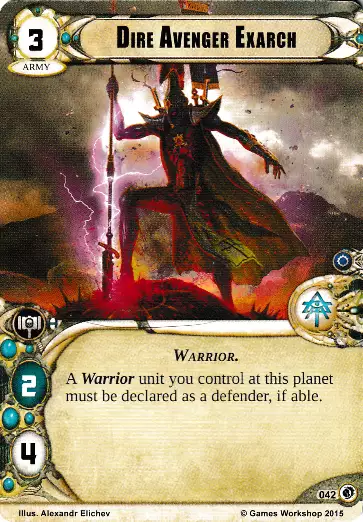 3
DIRE AVENGER EXARCH
ARMY
WARRIOR.
A Warrior unit you control at this planet
must be declared as a defender, if able.
2
4
042
Illus. Alexandr Elichev
© Games Workshop 2015